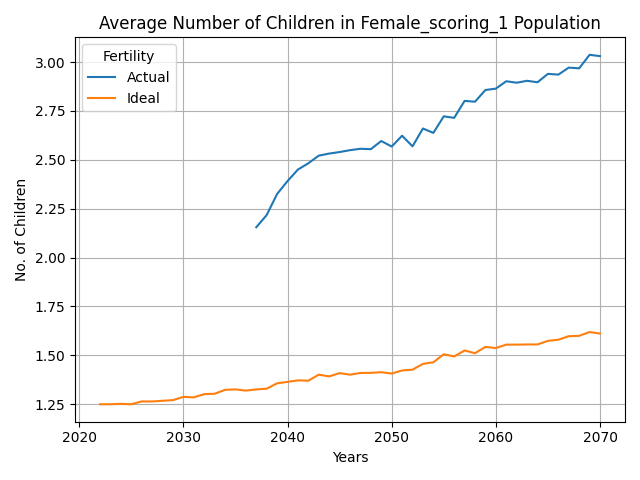 Average Number of Children in Female_scoring_1 Population
Fertility
Actual
Ideal
3.00
2.75
2.50
2.25
2.00
1.75
1.50
1.25
No. of Children
2020 2030 2040 2050 2060 2070
Years